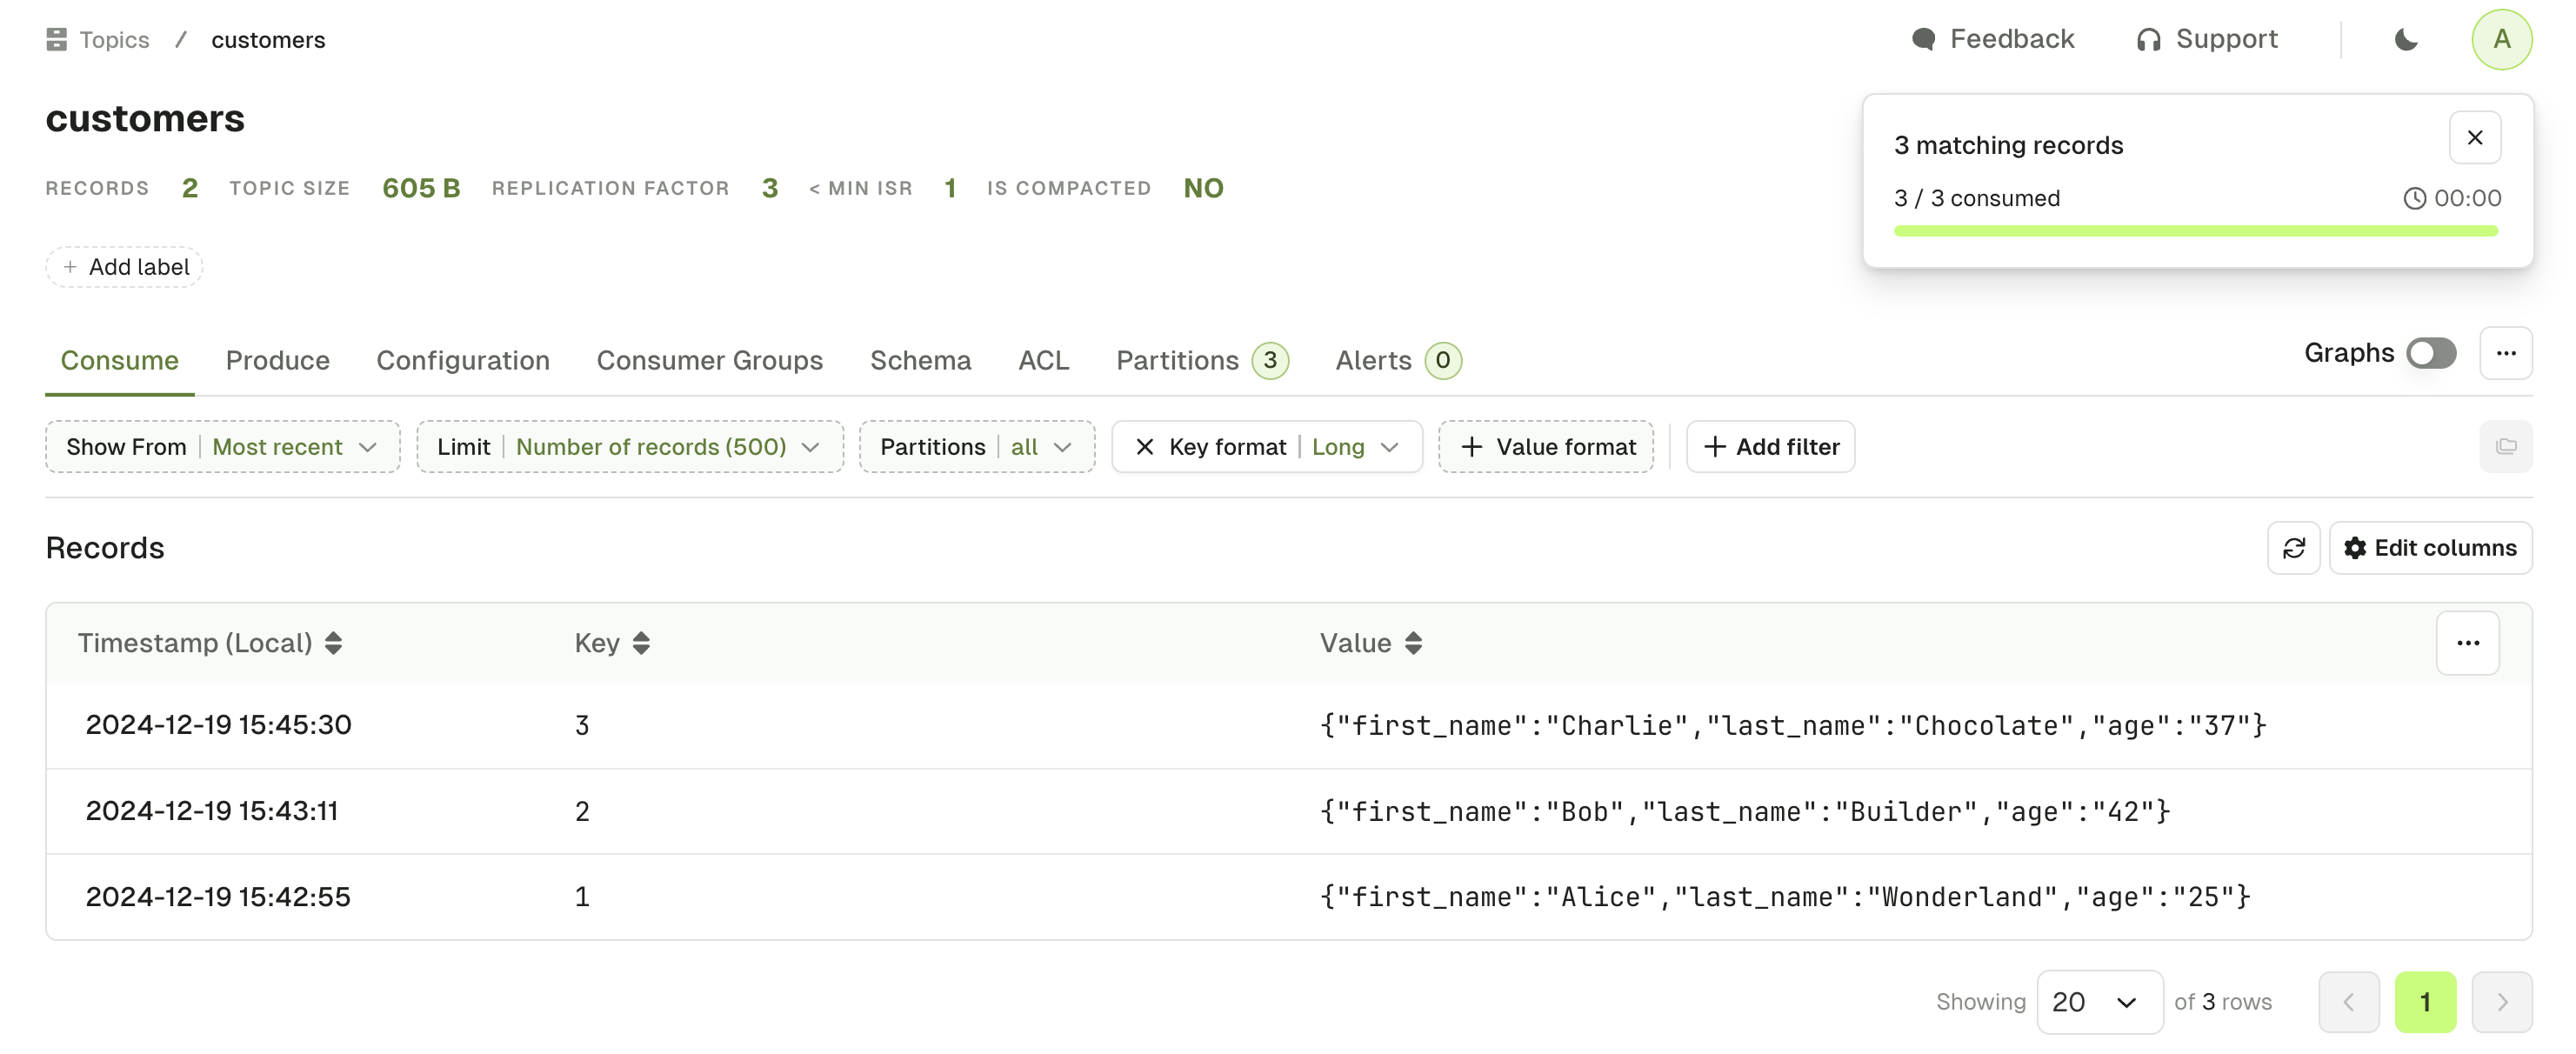 Topics / customers
Feedback
Support
A
customers
3 matching records
3 / 3 consumed 00:00
RECORDS 2 TOPIC SIZE 605 B REPLICATION FACTOR 3 < MIN ISR 1 IS COMPACTED NO
+ Add label
Consume Produce Configuration Consumer Groups Schema ACL Partitions 3 Alerts 0
Graphs
Show From | Most recent Limit | Number of records (500) Partitions | all Key format | Long + Value format + Add filter
Records
Edit columns
Timestamp (Local) Key Value
2024-12-19 15:45:30 3 {"first_name":"Charlie","last_name":"Chocolate","age":"37"}
2024-12-19 15:43:11 2 {"first_name":"Bob","last_name":"Builder","age":"42"}
2024-12-19 15:42:55 1 {"first_name":"Alice","last_name":"Wonderland","age":"25"}
Showing 20 of 3 rows 1